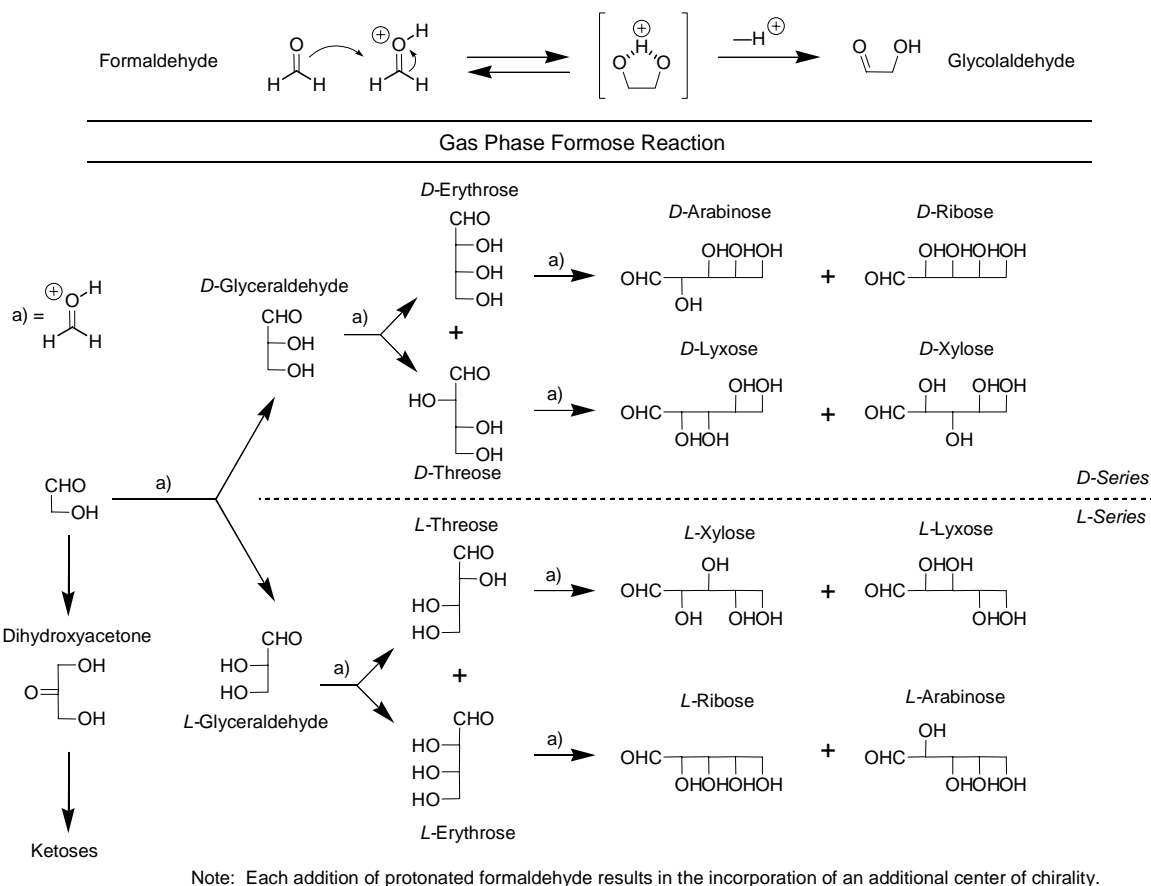 Formaldehyde
O
H H
⊕
O H
H H
⊕
H
O O
—H⊕
O OH
Glycolaldehyde
Gas Phase Formose Reaction
a) =
⊕
O H
H H
D-Glyceraldehyde
CHO
OH
OH
a)
D-Erythrose
CHO
OH
OH
OH
+
CHO
HO
OH
OH
D-Threose
a)
D-Arabinose
OHOHOH
OHC
OH
+
D-Ribose
OHOHOHOH
OHC
a)
D-Lyxose
OHOH
OHC
OHOH
+
D-Xylose
OH OHOH
OHC
OH
D-Series
L-Series
CHO
OH
a)
Dihydroxyacetone
OH
O
OH
Ketoses
CHO
HO
HO
L-Glyceraldehyde
a)
L-Threose
CHO
OH
HO
HO
+
CHO
HO
HO
HO
L-Erythrose
a)
L-Xylose
OH
OHC
OH OHOH
+
L-Lyxose
OHOH
OHC
OHOH
a)
L-Ribose
OHC
OHOHOHOH
+
L-Arabinose
OH
OHC
OHOHOH
Note: Each addition of protonated formaldehyde results in the incorporation of an additional center of chirality.